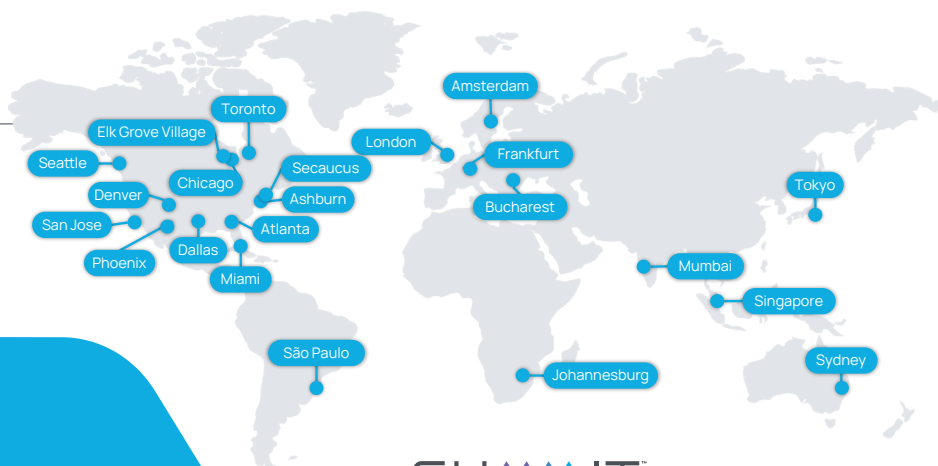 Amsterdam
Toronto
Elk Grove Village
London
Frankfurt
Seattle
Secaucus
Chicago
Tokyo
Denver
Ashburn
Bucharest
San Jose
Atlanta
Dallas
Phoenix
Mumbai
Miami
Singapore
São Paulo
Sydney
Johannesburg